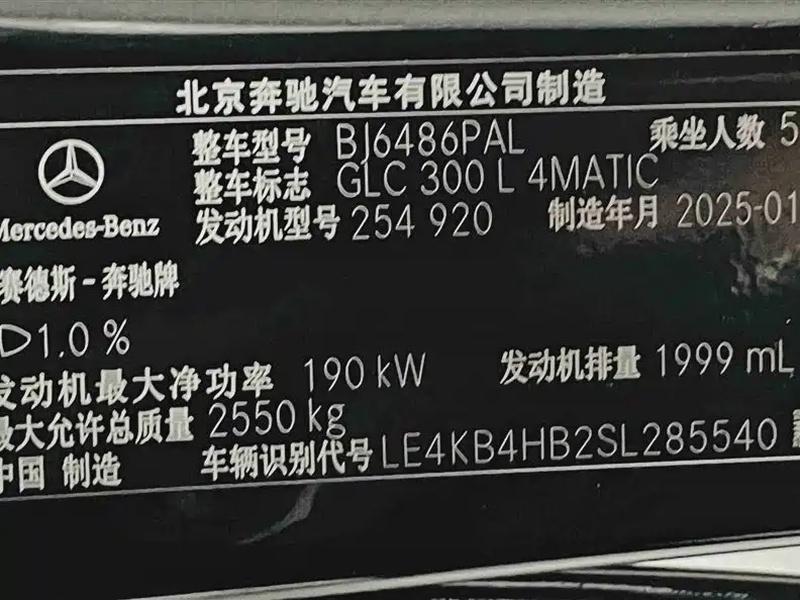 北京奔驰汽车有限公司制造
整车型号 BJ6486PAL 乘坐人数 5
整车标志 GLC 300 L 4MATIC
发动机型号 254 920 制造年月 2025-01
Mercedes-Benz
赛德斯-奔驰牌
1.0 %
发动机最大净功率 190 kW 发动机排量 1999 mL
最大允许总质量 2550 kg
中国 制造 车辆识别代号 LE4KB4HB2SL285540